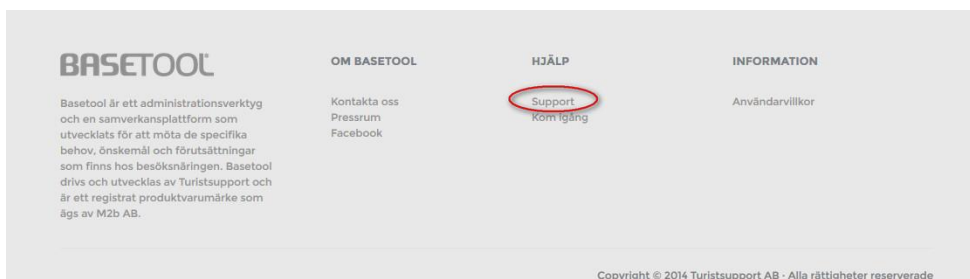 BASETOOL
Basetool är ett administrationsverktyg
och en samverkansplattform som
utvecklats för att möta de specifika
behov, önskemål och förutsättningar
som finns hos besöksnäringen. Basetool
drivs och utvecklas av Turistsupport och
är ett registrat produktvarumärke som
ägs av M2b AB.
OM BASETOOL
Kontakta oss
Pressrum
Facebook
HJÄLP
Support
Kom igång
INFORMATION
Användarvillkor
Copyright © 2014 Turistsupport AB · Alla rättigheter reserverade